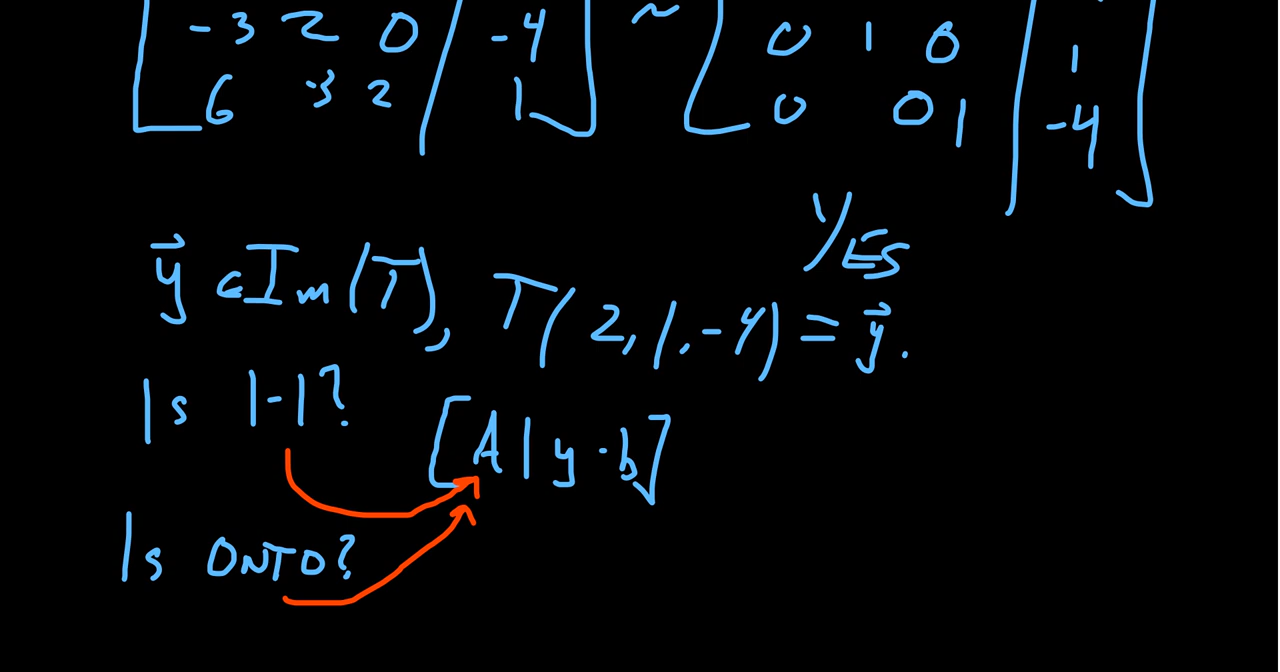 -3 2 0 | -4 ~ 0 1 0 | 1
6 -3 2 | 1 0 0 1 | -4
YES
y⃗ ∈ Im(T), T(2,1,-4) = y⃗.
Is 1-1?
[A | y - b]
Is ONTO?